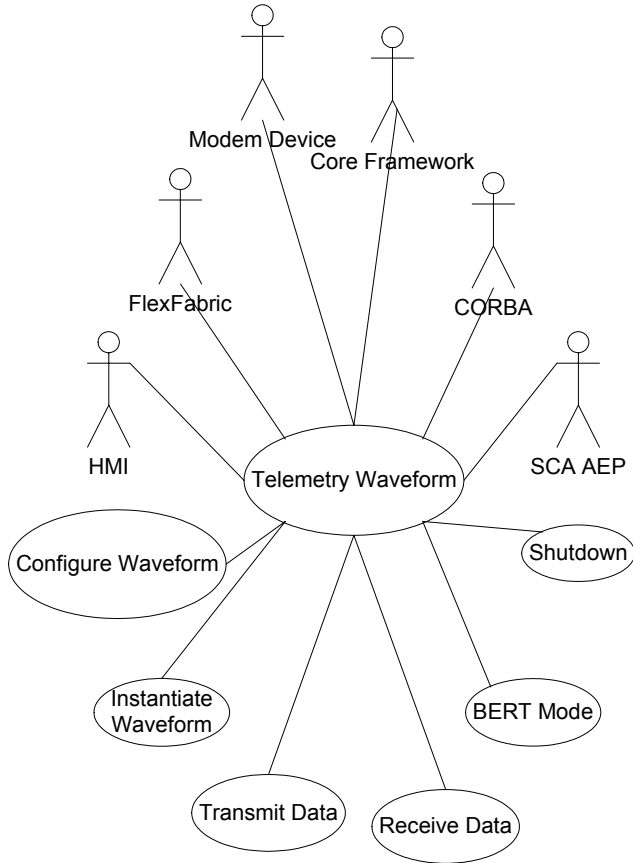 Modem Device
Core Framework
FlexFabric
CORBA
HMI
SCA AEP
Telemetry Waveform
Configure Waveform
Shutdown
Instantiate
Waveform
BERT Mode
Transmit Data
Receive Data